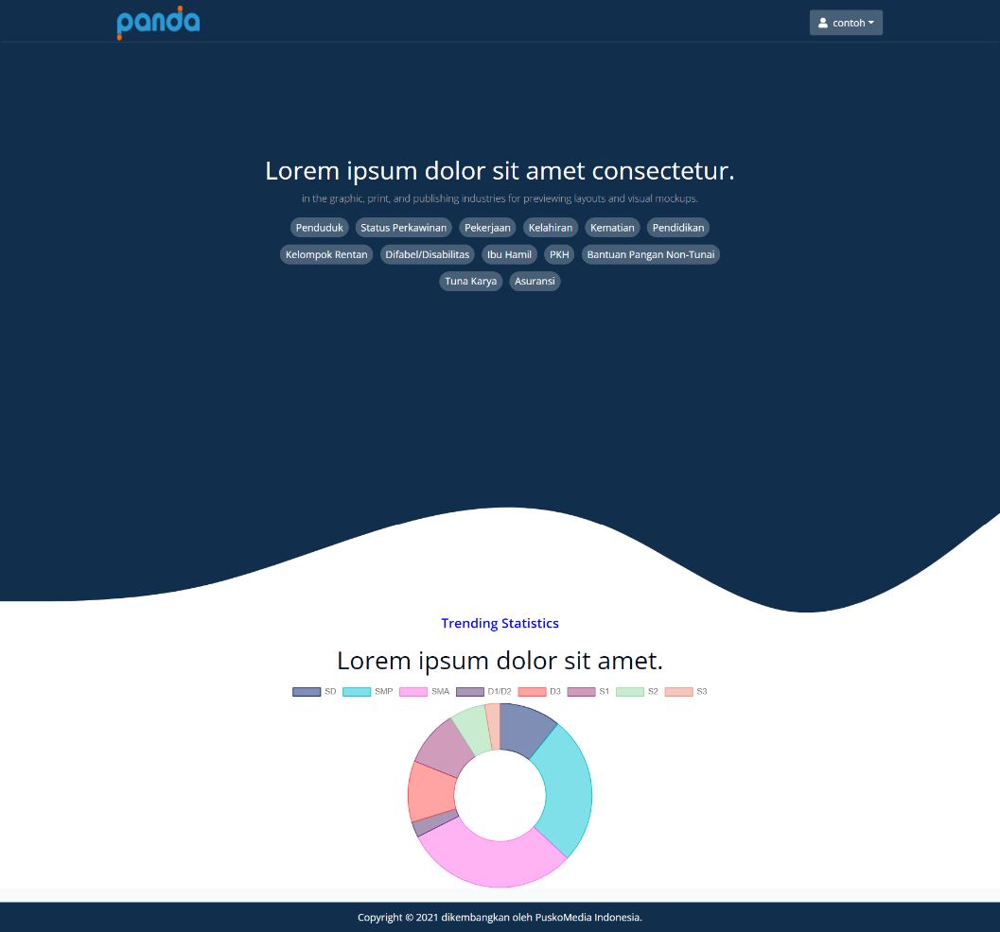 panda
contoh
Lorem ipsum dolor sit amet consectetur.
in the graphic, print, and publishing industries for previewing layouts and visual mockups.
Penduduk Status Perkawinan Pekerjaan Kelahiran Kematian Pendidikan
Kelompok Rentan Difabel/Disabilitas Ibu Hamil PKH Bantuan Pangan Non-Tunai
Tuna Karya Asuransi
Trending Statistics
Lorem ipsum dolor sit amet.
SD SMP SMA D1/D2 D3 S1 S2 S3
Copyright © 2021 dikembangkan oleh PuskoMedia Indonesia.